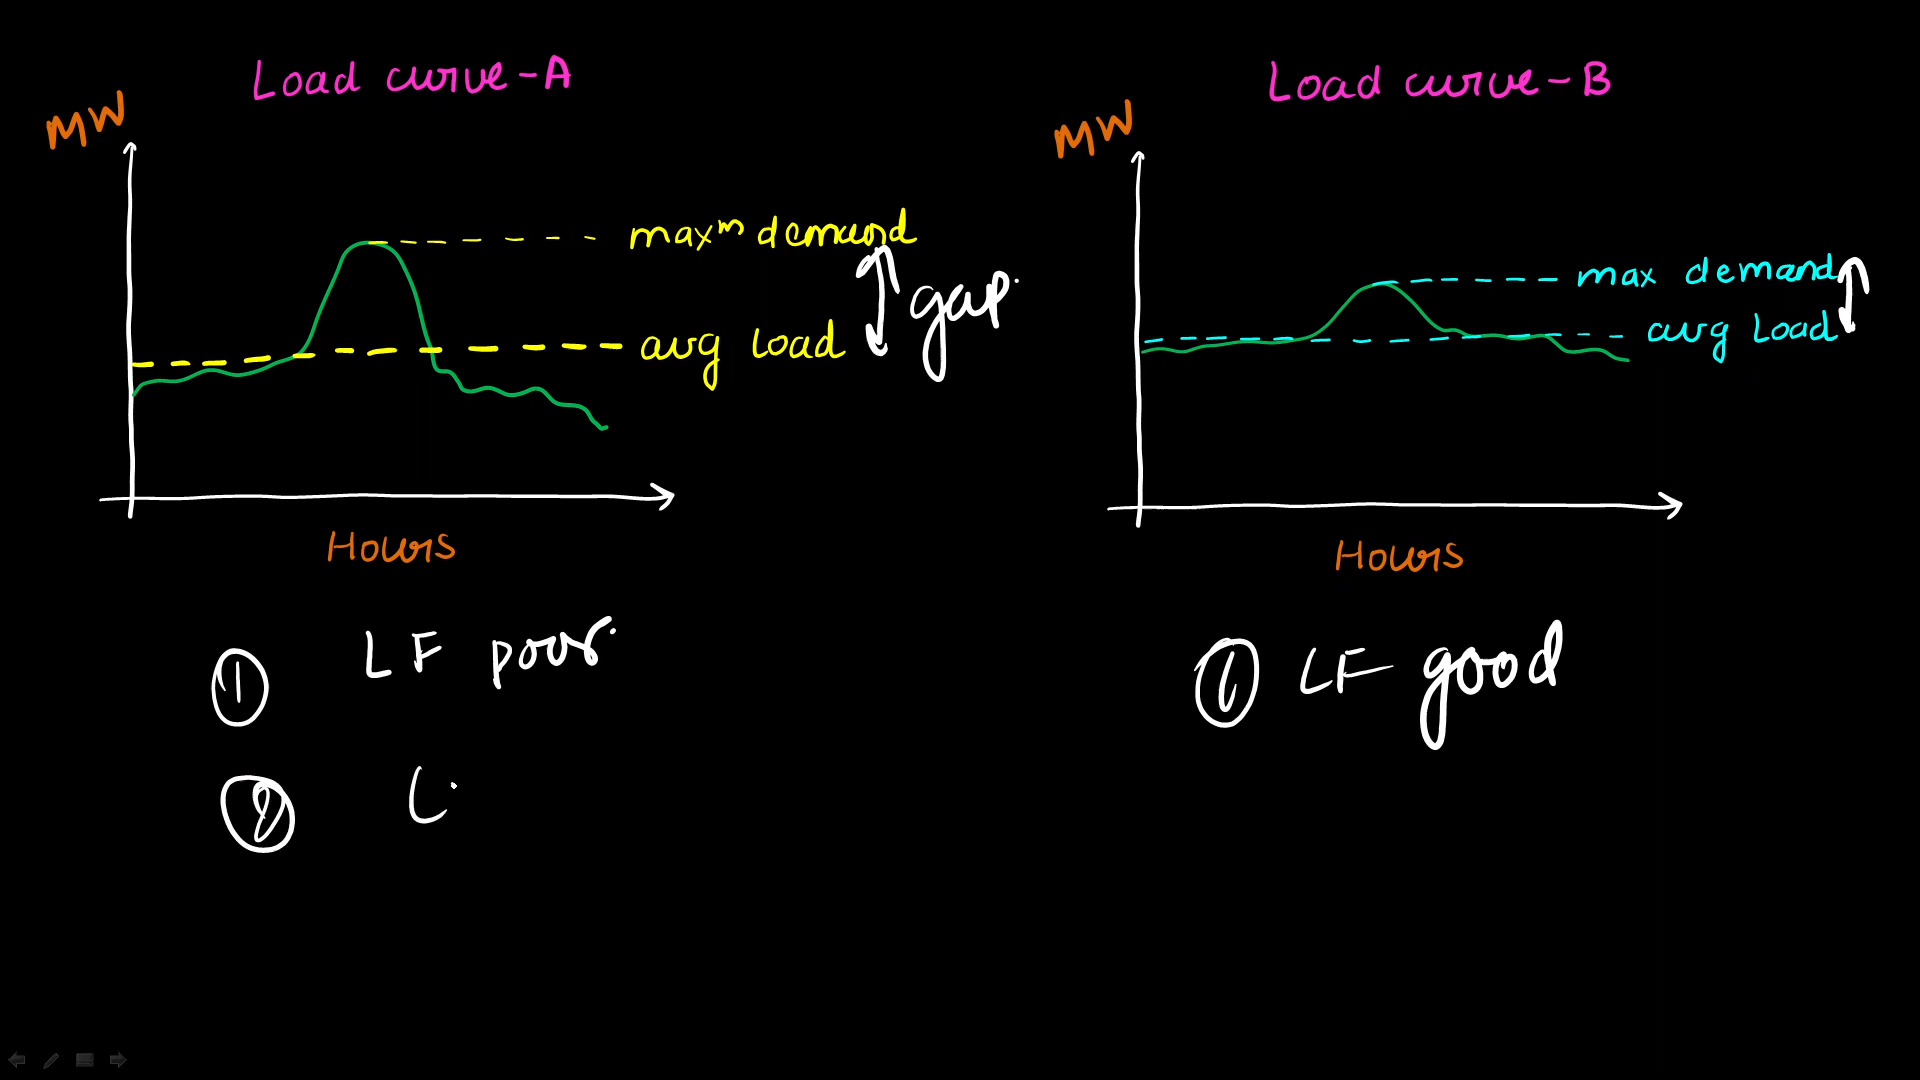 Load curve-A
MW
max^m demand
gap.
avg load
Hours
① LF poor.
② L
Load curve-B
MW
max demand
avg load
Hours
① LF good